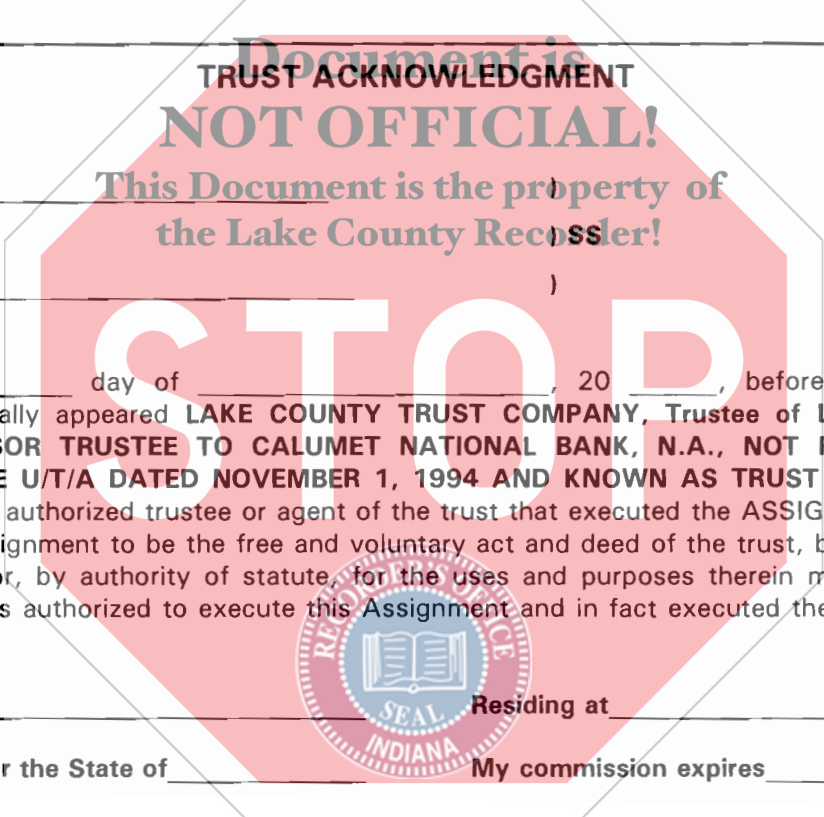 Document is
TRUST ACKNOWLEDGMENT
NOT OFFICIAL!
This Document is the property of )
the Lake County Recorder! ) SS
)
STOP
day of , 20 , before
ally appeared LAKE COUNTY TRUST COMPANY, Trustee of L
SOR TRUSTEE TO CALUMET NATIONAL BANK, N.A., NOT P
E U/T/A DATED NOVEMBER 1, 1994 AND KNOWN AS TRUST
authorized trustee or agent of the trust that executed the ASSIG
ignment to be the free and voluntary act and deed of the trust, b
or, by authority of statute, for the uses and purposes therein m
s authorized to execute this Assignment and in fact executed the
RECORDER'S OFFICE
SEAL
INDIANA
Residing at
r the State of My commission expires